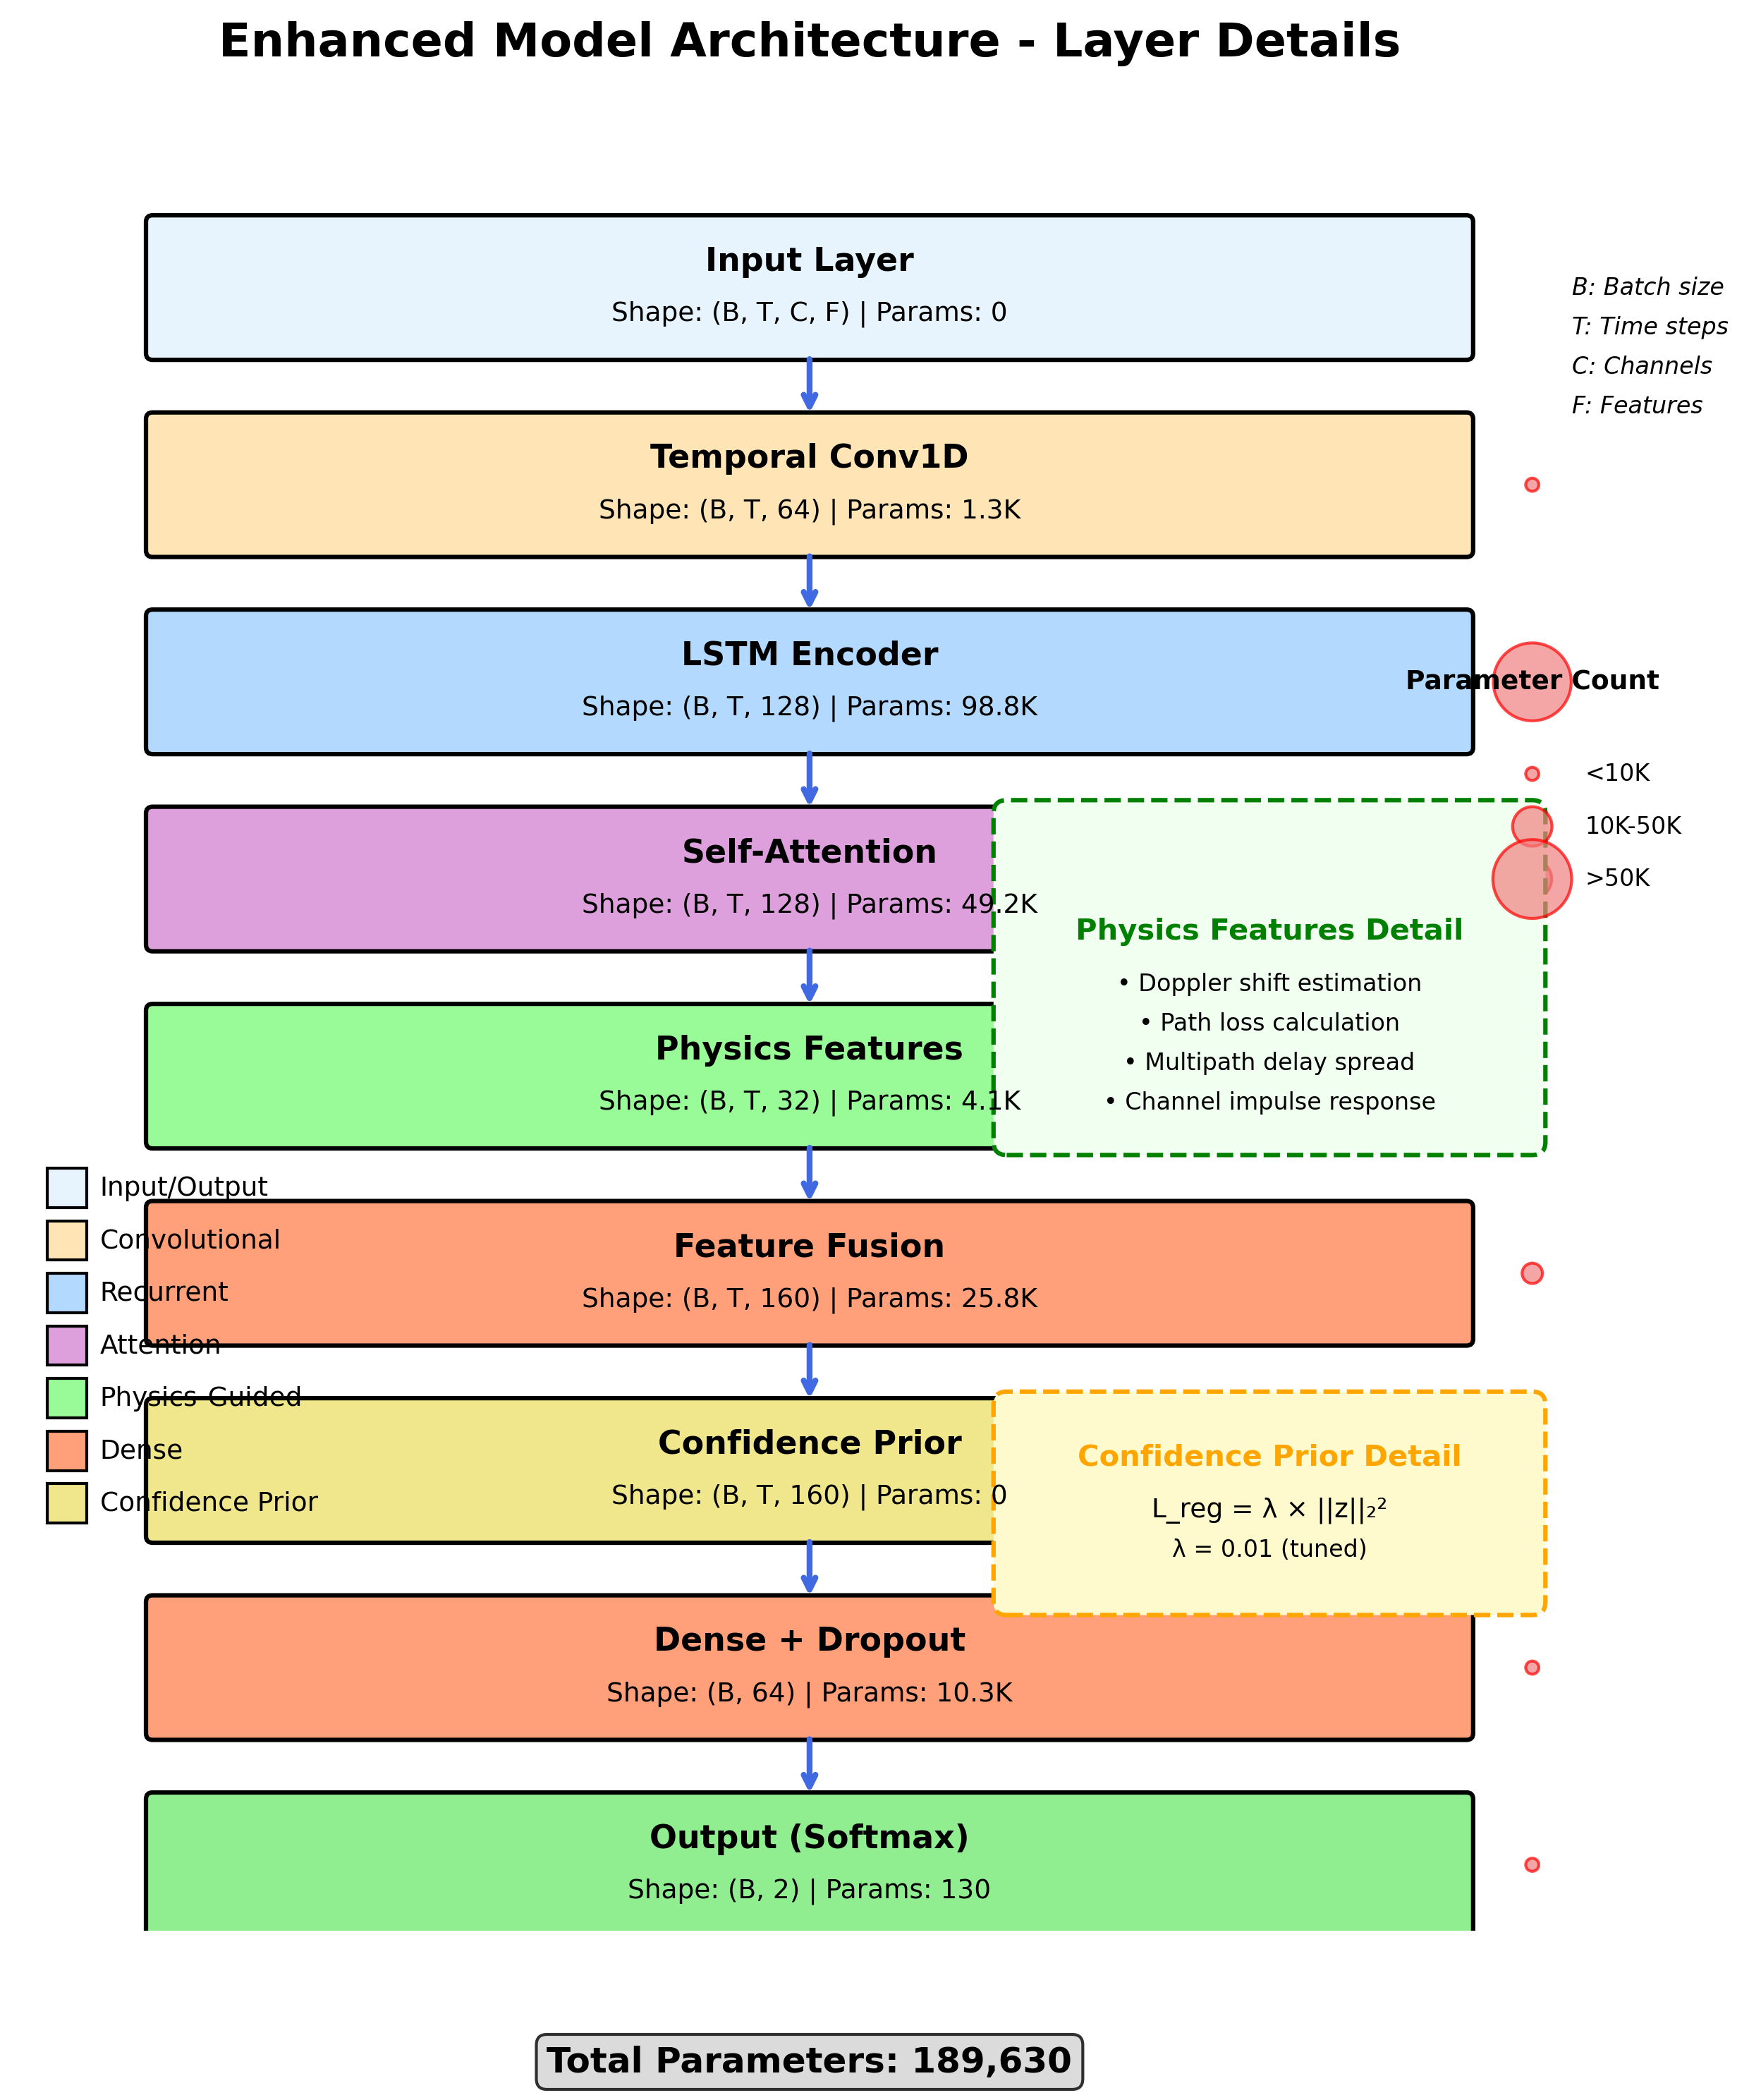 Enhanced Model Architecture - Layer Details
Input Layer
Shape: (B, T, C, F) | Params: 0
B: Batch size
T: Time steps
C: Channels
F: Features
Temporal Conv1D
Shape: (B, T, 64) | Params: 1.3K
LSTM Encoder
Shape: (B, T, 128) | Params: 98.8K
Parameter Count
<10K
10K-50K
>50K
Self-Attention
Shape: (B, T, 128) | Params: 49.2K
Physics Features Detail
• Doppler shift estimation
• Path loss calculation
• Multipath delay spread
• Channel impulse response
Physics Features
Shape: (B, T, 32) | Params: 4.1K
Input/Output
Convolutional
Recurrent
Attention
Physics-Guided
Dense
Confidence Prior
Feature Fusion
Shape: (B, T, 160) | Params: 25.8K
Confidence Prior
Shape: (B, T, 160) | Params: 0
Confidence Prior Detail
L_reg = λ × ||z||₂²
λ = 0.01 (tuned)
Dense + Dropout
Shape: (B, 64) | Params: 10.3K
Output (Softmax)
Shape: (B, 2) | Params: 130
Total Parameters: 189,630